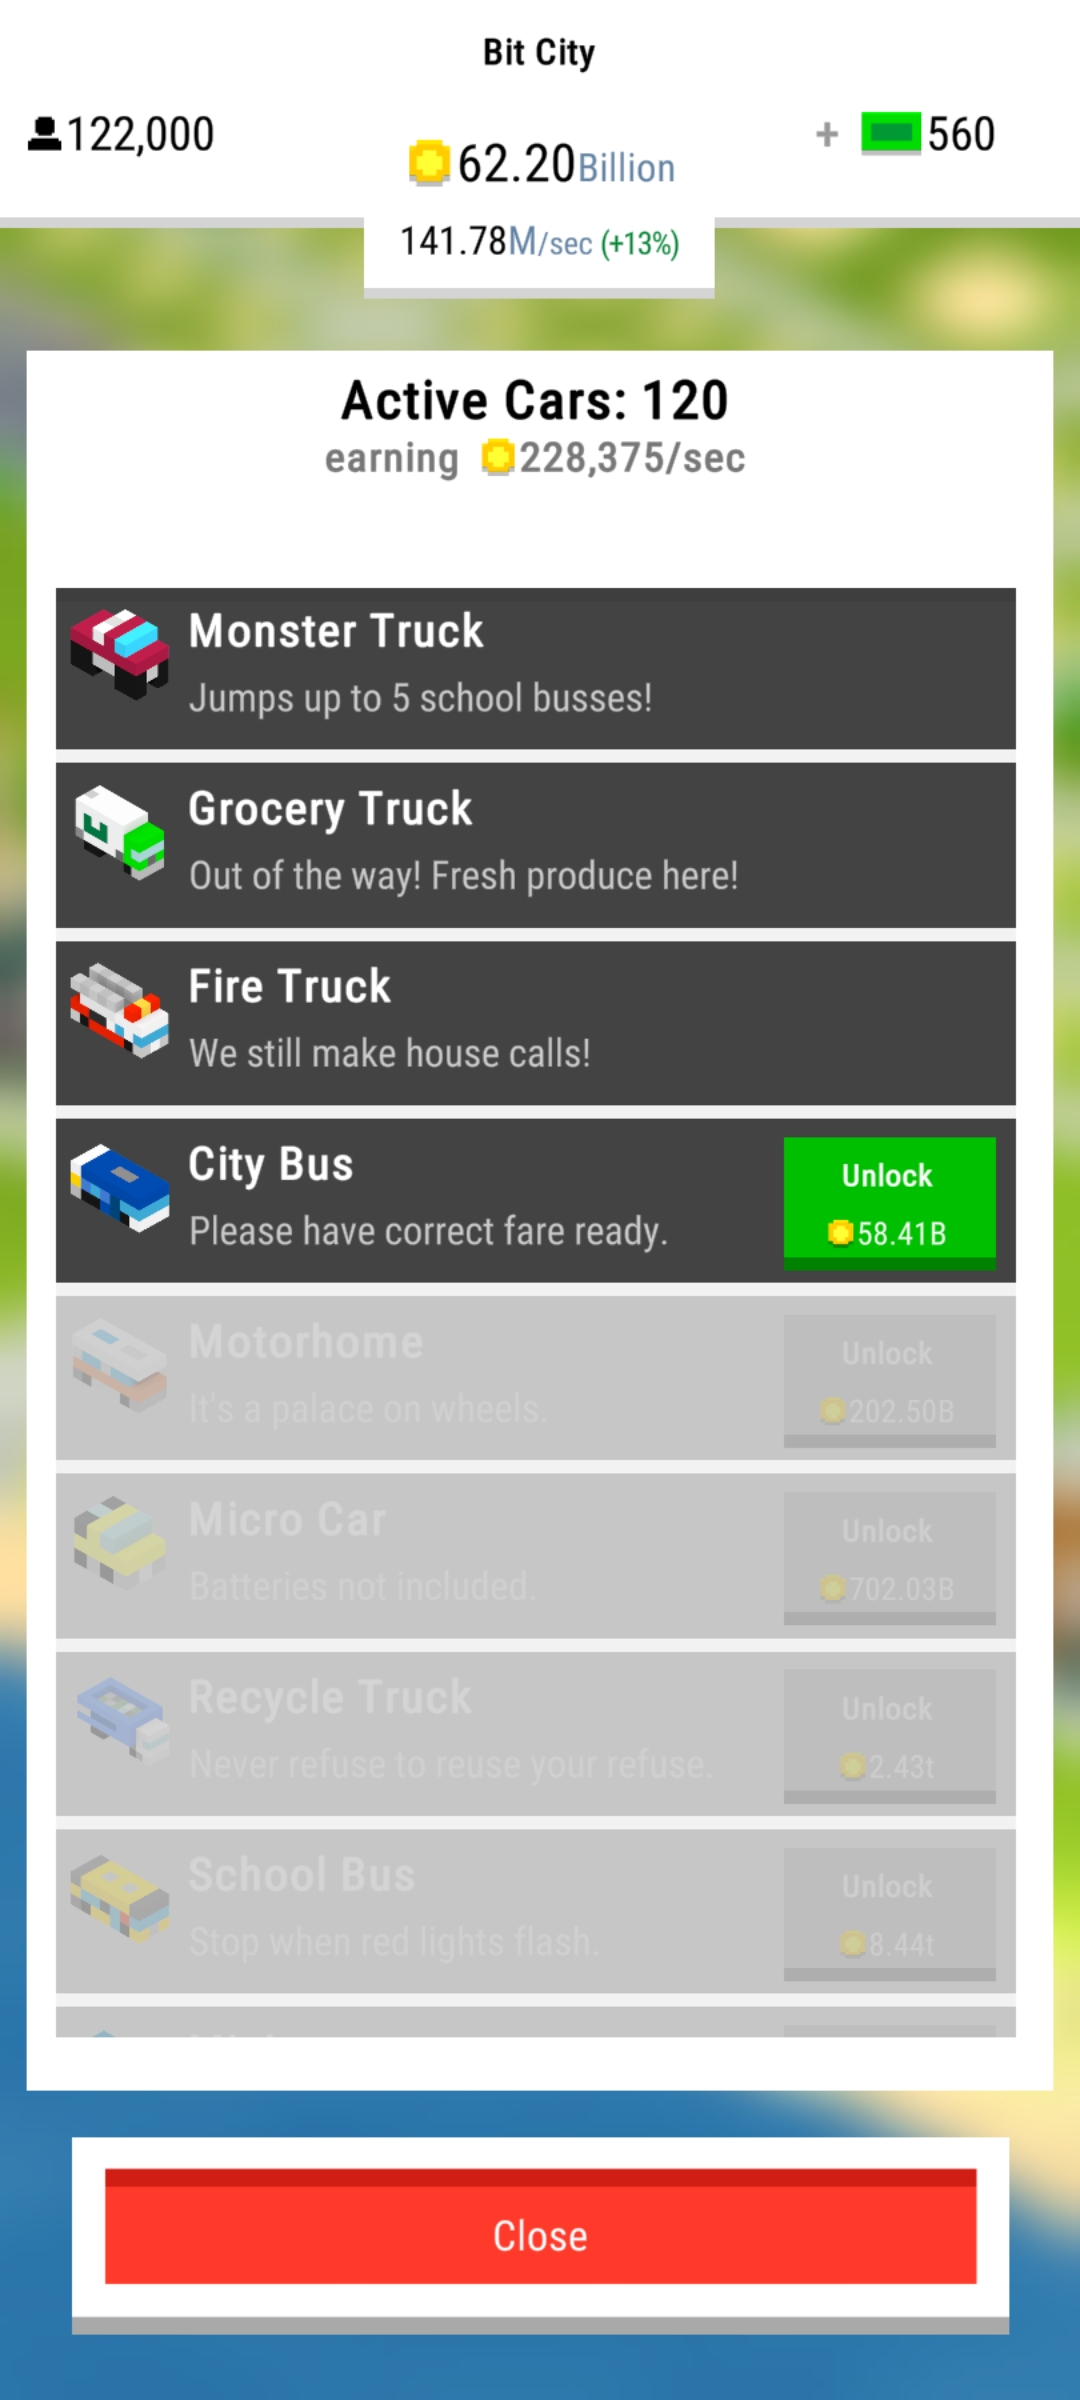 Bit City
122,000
62.20Billion
+ 560
141.78M/sec (+13%)
Active Cars: 120
earning 228,375/sec
Monster Truck
Jumps up to 5 school busses!
Grocery Truck
Out of the way! Fresh produce here!
Fire Truck
We still make house calls!
City Bus
Please have correct fare ready.
Unlock
58.41B
Motorhome
It's a palace on wheels.
Unlock
202.50B
Micro Car
Batteries not included.
Unlock
702.03B
Recycle Truck
Never refuse to reuse your refuse.
Unlock
2.43t
School Bus
Stop when red lights flash.
Unlock
8.44t
Close